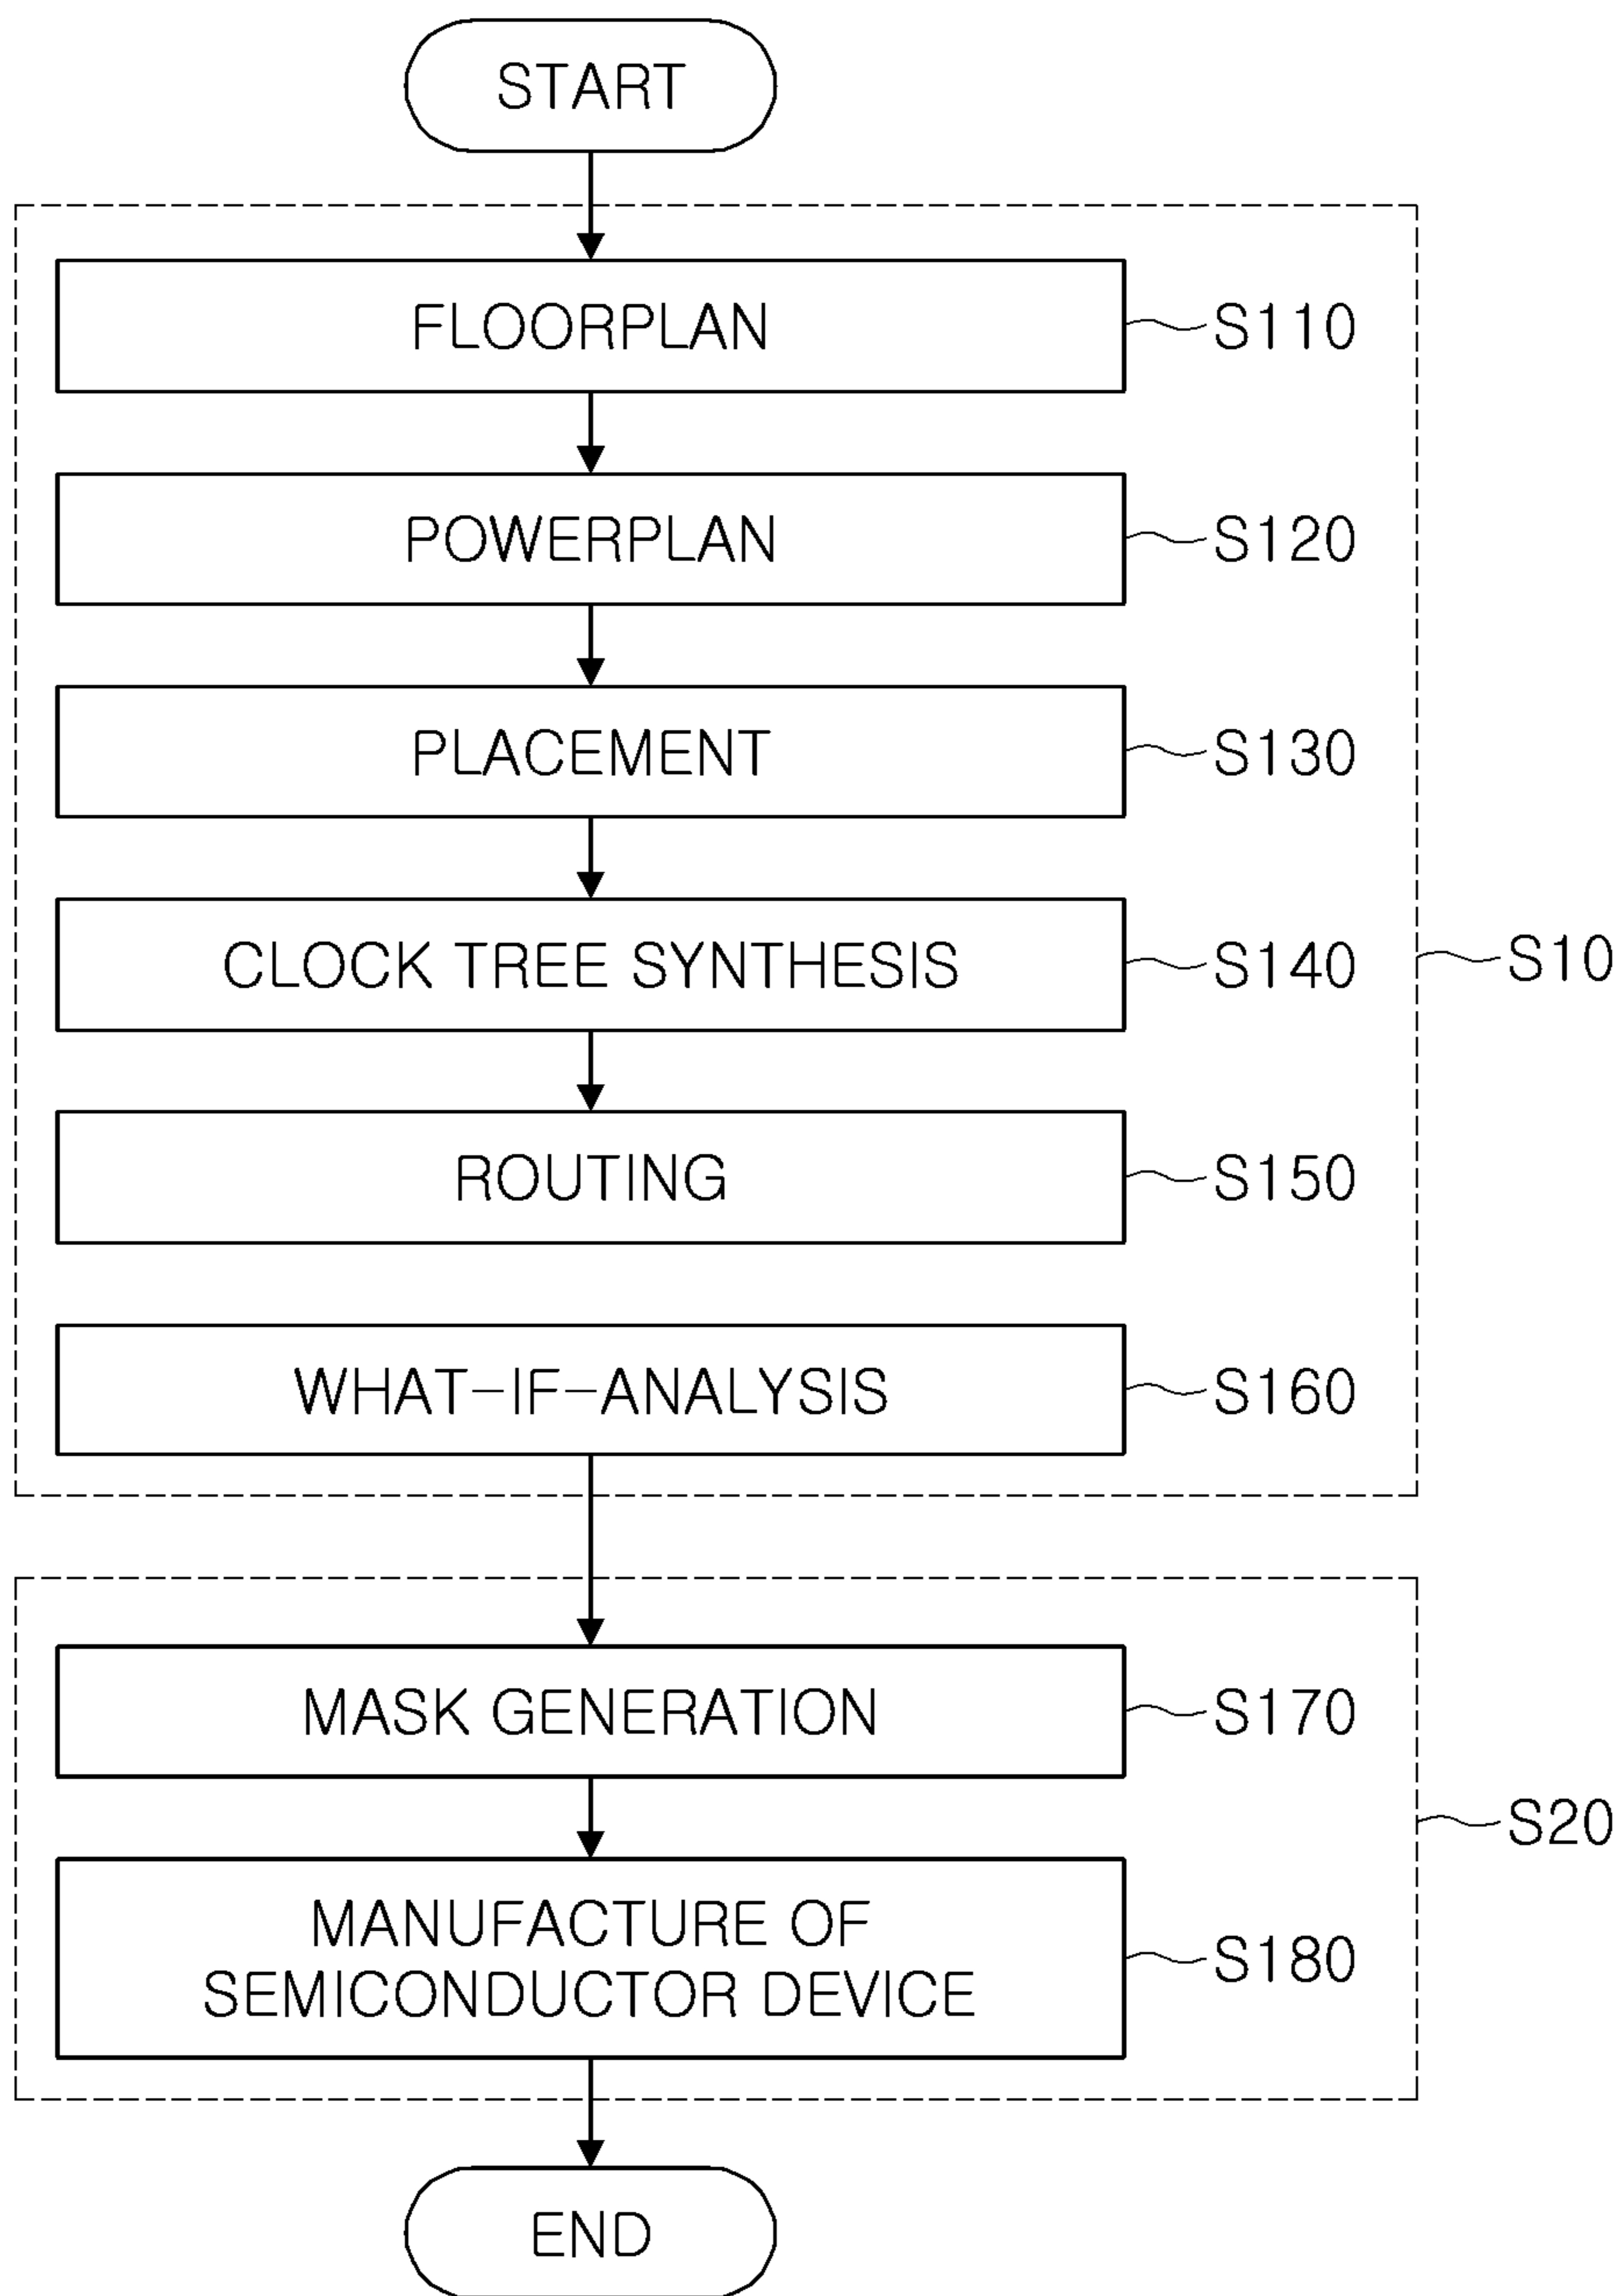 START
FLOORPLAN
S110
POWERPLAN
S120
PLACEMENT
S130
CLOCK TREE SYNTHESIS
S140
S10
ROUTING
S150
WHAT-IF-ANALYSIS
S160
MASK GENERATION
S170
S20
MANUFACTURE OF
SEMICONDUCTOR DEVICE
S180
END